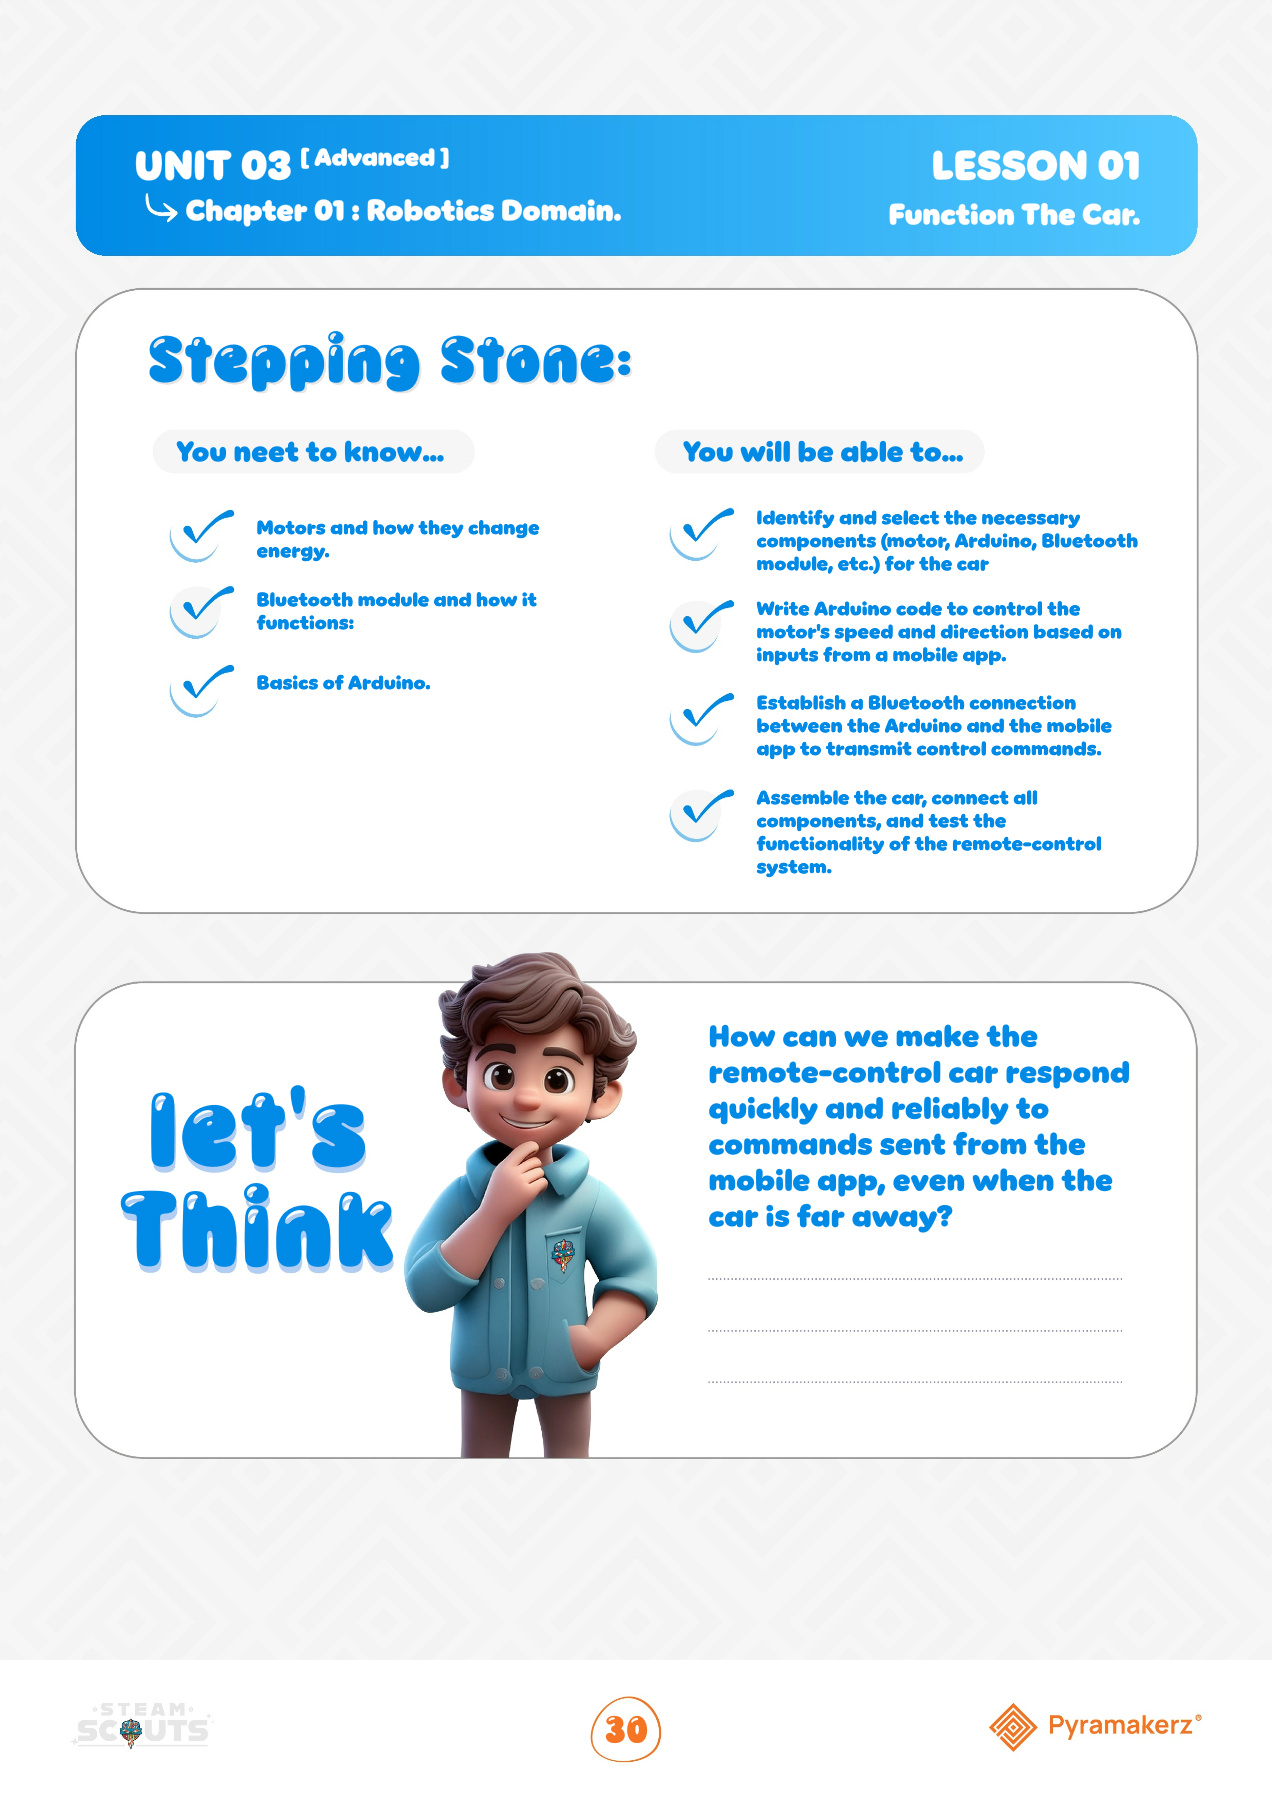 UNIT 03 [ Advanced ]
Chapter 01 : Robotics Domain.
LESSON 01
Function The Car.
Stepping Stone:
You neet to know...
Motors and how they change
energy.
Bluetooth module and how it
functions:
Basics of Arduino.
You will be able to...
Identify and select the necessary
components (motor, Arduino, Bluetooth
module, etc.) for the car
Write Arduino code to control the
motor's speed and direction based on
inputs from a mobile app.
Establish a Bluetooth connection
between the Arduino and the mobile
app to transmit control commands.
Assemble the car, connect all
components, and test the
functionality of the remote-control
system.
let's
Think
How can we make the
remote-control car respond
quickly and reliably to
commands sent from the
mobile app, even when the
car is far away?
STEAM
SCOUTS
30
Pyramakerz®